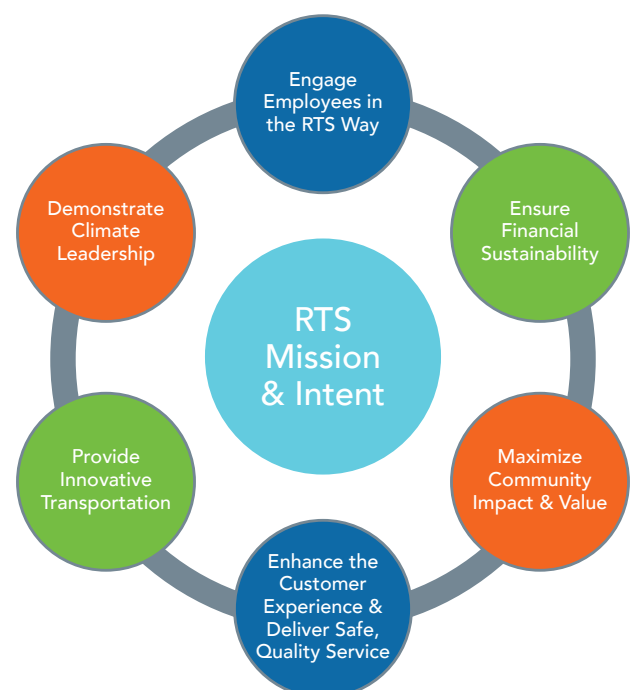 Engage
Employees in
the RTS Way
Demonstrate
Climate
Leadership
Ensure
Financial
Sustainability
RTS
Mission
& Intent
Provide
Innovative
Transportation
Maximize
Community
Impact & Value
Enhance the
Customer
Experience &
Deliver Safe,
Quality Service